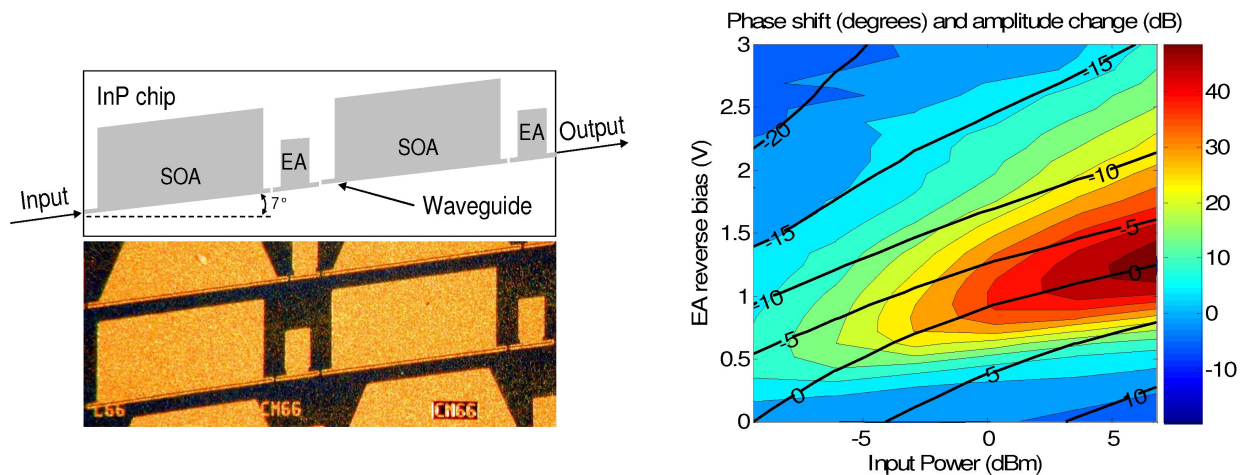 InP chip
SOA
EA
SOA
EA
Output
Input
7°
Waveguide
C66
CM66
CM66
Phase shift (degrees) and amplitude change (dB)
EA reverse bias (V)
3
2.5
2
1.5
1
0.5
0
-5
0
5
Input Power (dBm)
-20
-15
-15
-10
-10
-5
-5
0
0
5
10
40
30
20
10
0
-10